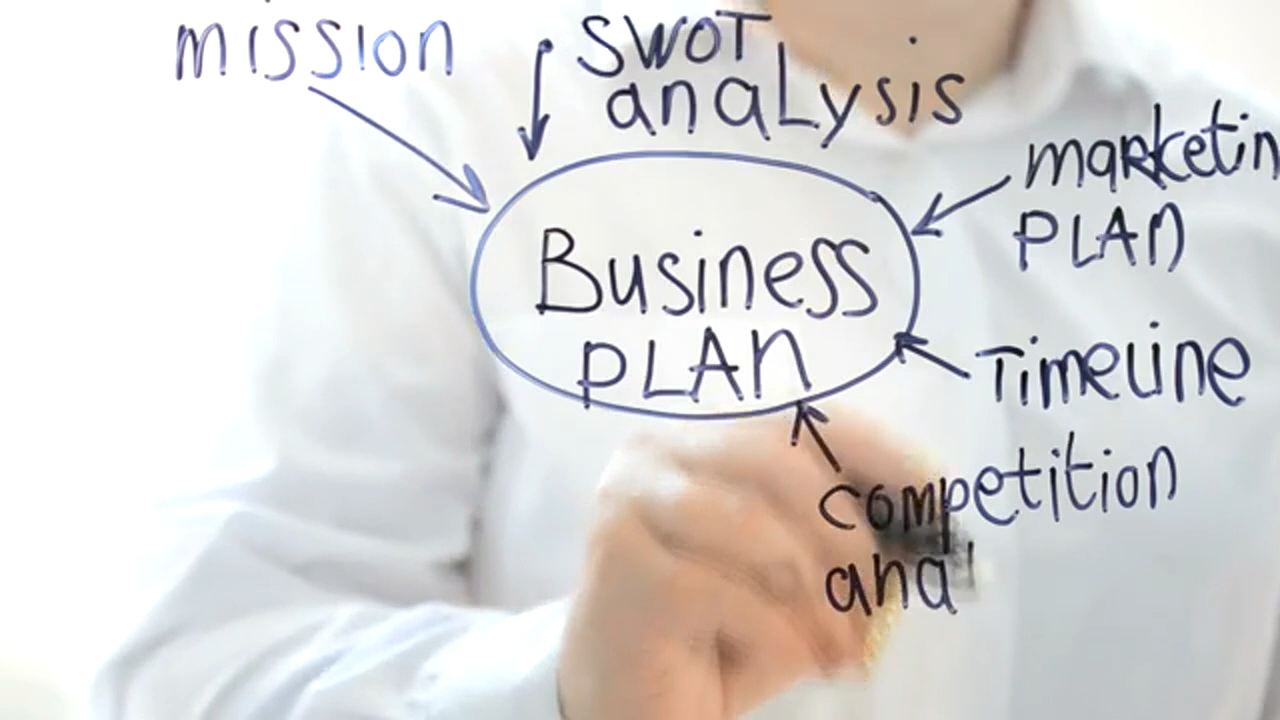 mission
SWOT
analysis
marketin
PLAN
Business
PLAN
Timeline
competition
ana